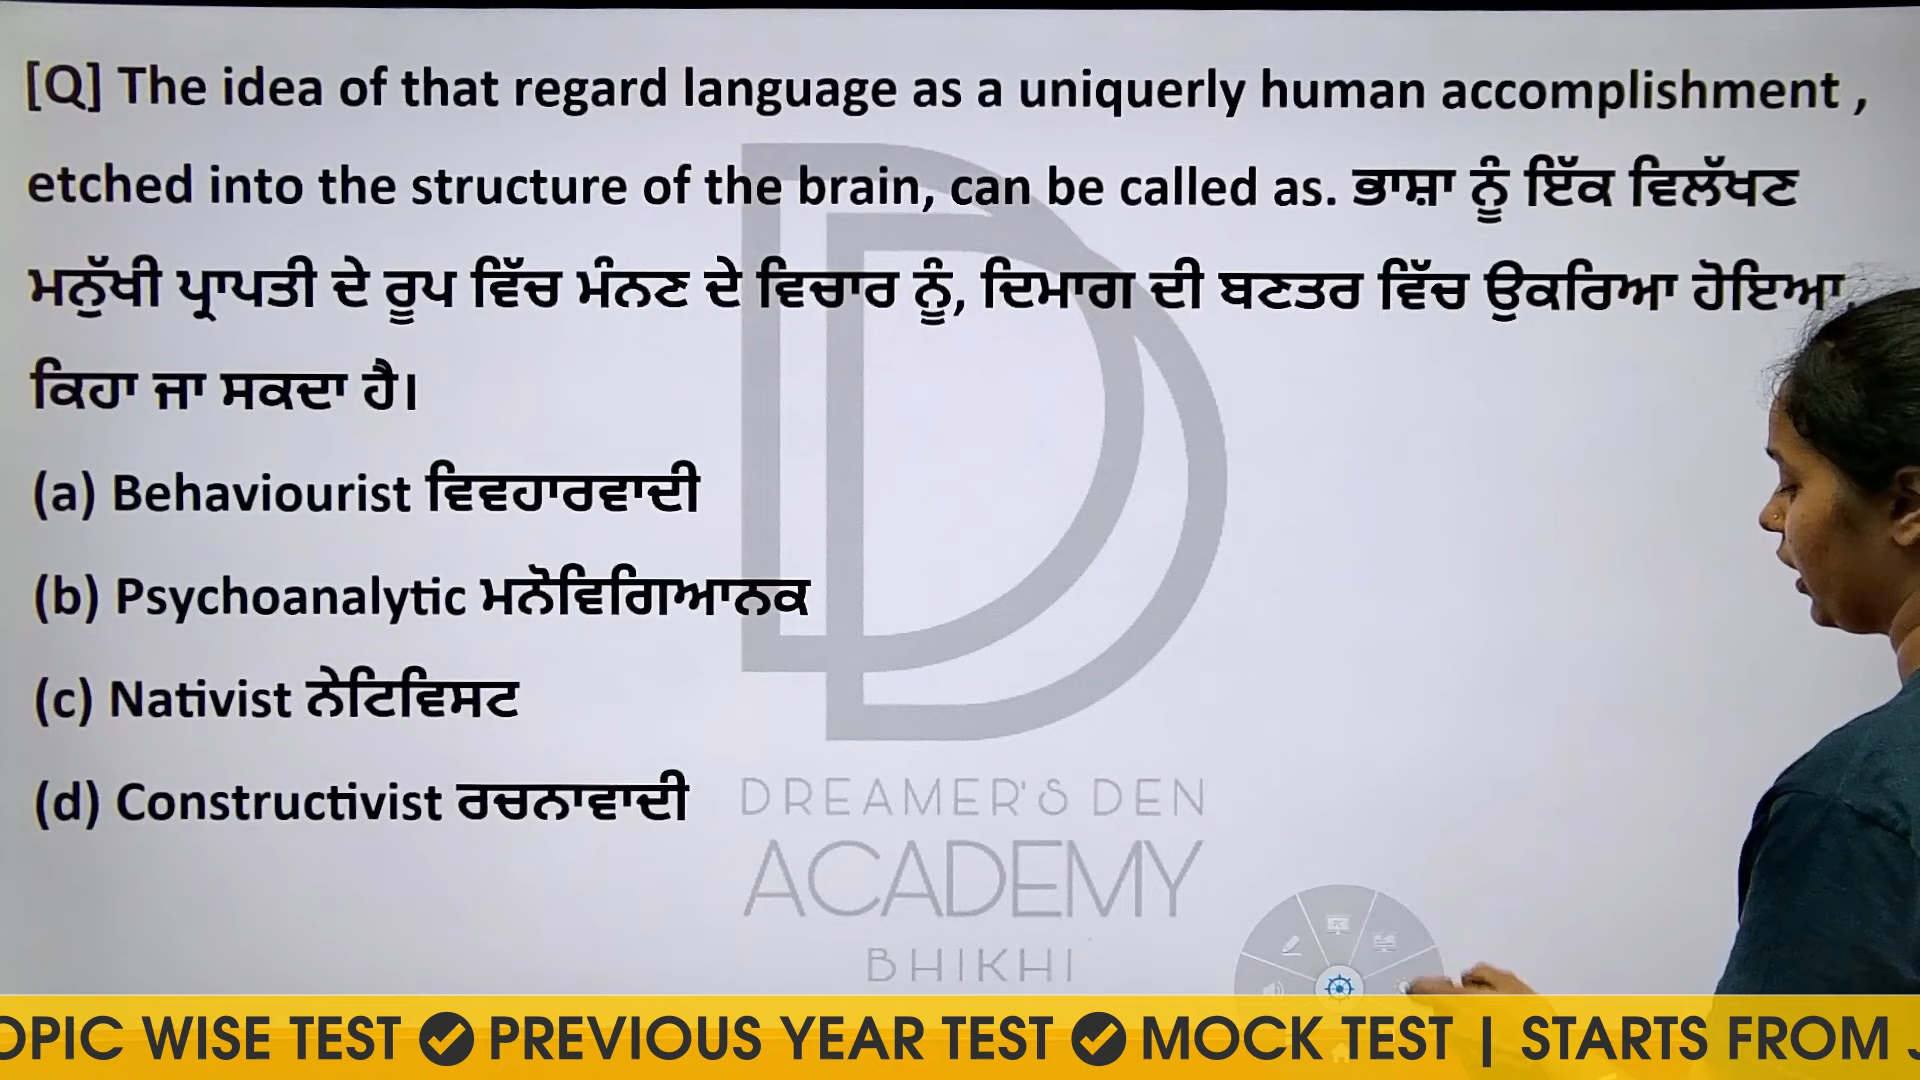 [Q] The idea of that regard language as a uniquerly human accomplishment ,
etched into the structure of the brain, can be called as. ਭਾਸ਼ਾ ਨੂੰ ਇੱਕ ਵਿਲੱਖਣ
ਮਨੁੱਖੀ ਪ੍ਰਾਪਤੀ ਦੇ ਰੂਪ ਵਿੱਚ ਮੰਨਣ ਦੇ ਵਿਚਾਰ ਨੂੰ, ਦਿਮਾਗ ਦੀ ਬਣਤਰ ਵਿੱਚ ਉਕਰਿਆ ਹੋਇਆ,
ਕਿਹਾ ਜਾ ਸਕਦਾ ਹੈ।
(a) Behaviourist ਵਿਵਹਾਰਵਾਦੀ
(b) Psychoanalytic ਮਨੋਵਿਗਿਆਨਕ
(c) Nativist ਨੇਟਿਵਿਸਟ
(d) Constructivist ਰਚਨਾਵਾਦੀ
DREAMER'S DEN
ACADEMY
BHIKHI
OPIC WISE TEST PREVIOUS YEAR TEST MOCK TEST | STARTS FROM